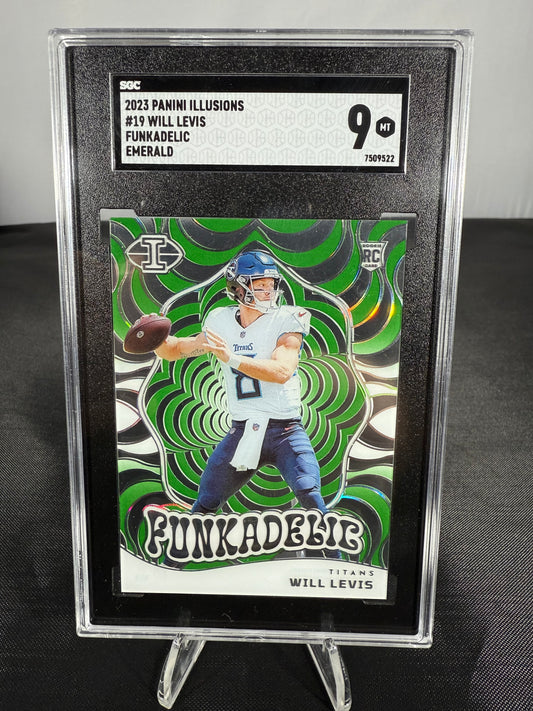 SGC
2023 PANINI ILLUSIONS
#19 WILL LEVIS
FUNKADELIC
EMERALD
9 MT
7509522
I
ROOKIE
RC
CARD
TITANS
8
FUNKADELIC
TITANS
WILL LEVIS